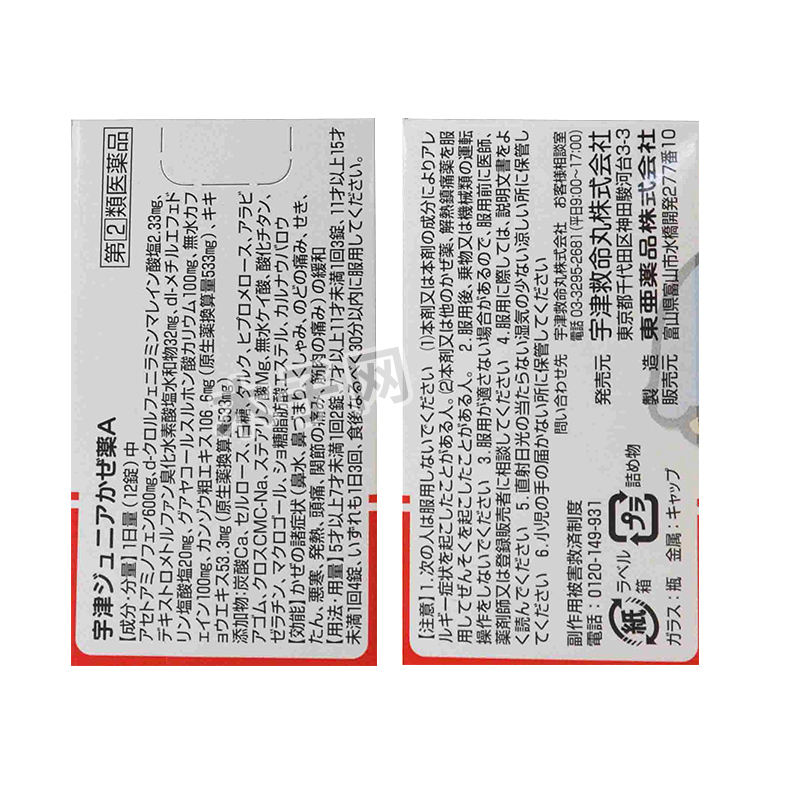 第②類医薬品
宇津ジュニアかぜ薬A
【成分、分量】1日量(12錠)中
アセトアミノフェン600mg、dl-クロルフェニラミンマレイン酸塩2.33mg、
デキストロメトルファン臭化水素酸塩水和物32mg、dl-メチルエフェド
リン塩酸塩20mg、グアヤコールスルホン酸カリウム100mg、無水カフ
ェイン100mg、カンゾウ粗エキス106.6mg(原生薬換算量533mg)、キキ
ョウエキス53.3mg(原生薬換算量533mg)
添加物:炭酸Ca、セルロース、白糖、タルク、ヒプロメロース、アラビ
アゴム、クロスCMC-Na、ステアリン酸Mg、無水ケイ酸、酸化チタン、
ゼラチン、マクロゴール、ショ糖脂肪酸エステル、カルナウバロウ
【効能】かぜの諸症状(鼻水、鼻づまり、くしゃみ、のどの痛み、せき、
たん、悪寒、発熱、頭痛、関節の痛み、筋肉の痛み)の緩和
【用法、用量】5才以上7才未満1回2錠、7才以上11才未満1回3錠、11才以上15才
未満1回4錠、いずれも1日3回、食後なるべく30分以内に服用してください。
【注意】1. 次の人は服用しないでください (1)本剤又は本剤の成分によりアレ
ルギー症状を起こしたことがある人。(2)本剤又は他のかぜ薬、解熱鎮痛薬を服
用してぜんそくを起こしたことがある人。 2. 服用後、乗物又は機械類の運転
操作をしないでください 3. 服用が適さない場合があるので、服用前に医師、
薬剤師又は登録販売者に相談してください 4. 服用に際しては、説明文書をよ
く読んでください 5. 直射日光の当たらない湿気の少ない涼しい所に保管し
てください 6. 小児の手の届かない所に保管してください
副作用被害救済制度
電話:0120-149-931
問い合わせ先 宇津救命丸株式会社 お客様相談室
電話 03-3295-2681(平日9:00~17:00)
発売元 宇津救命丸株式会社
東京都千代田区神田駿河台3-3
製造販売元 東亜薬品株式会社
富山県富山市水橋開発277番10
紙
ラベル
箱
プラ
詰め物
ガラス:瓶 金属:キャップ